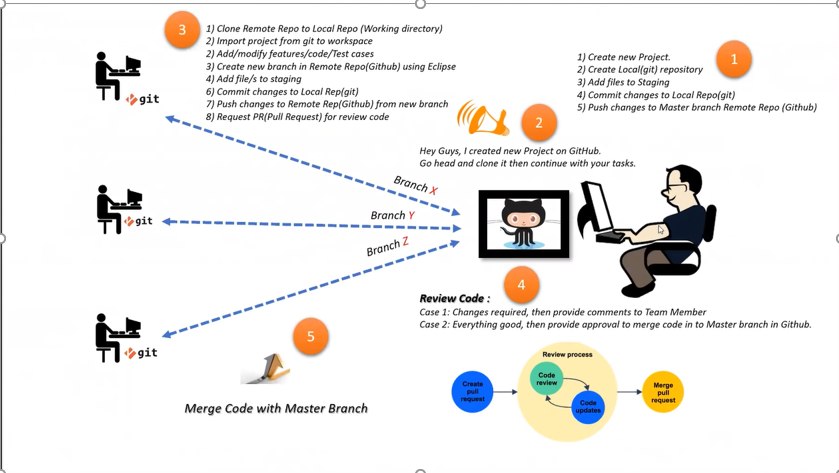 3
1) Clone Remote Repo to Local Repo (Working directory)
2) Import project from git to workspace
2) Add/modify features/code/Test cases
3) Create new branch in Remote Repo(Github) using Eclipse
4) Add file/s to staging
6) Commit changes to Local Rep(git)
7) Push changes to Remote Rep(Github) from new branch
8) Request PR(Pull Request) for review code
1
1) Create new Project.
2) Create Local(git) repository
3) Add files to Staging
4) Commit changes to Local Repo(git)
5) Push changes to Master branch Remote Repo (Github)
2
Hey Guys, I created new Project on GitHub.
Go head and clone it then continue with your tasks.
git
git
git
Branch X
Branch Y
Branch Z
4
Review Code :
Case 1: Changes required, then provide comments to Team Member
Case 2: Everything good, then provide approval to merge code in to Master branch in Github.
5
Merge Code with Master Branch
Review process
Create
pull
request
Code
review
Code
updates
Merge
pull
request